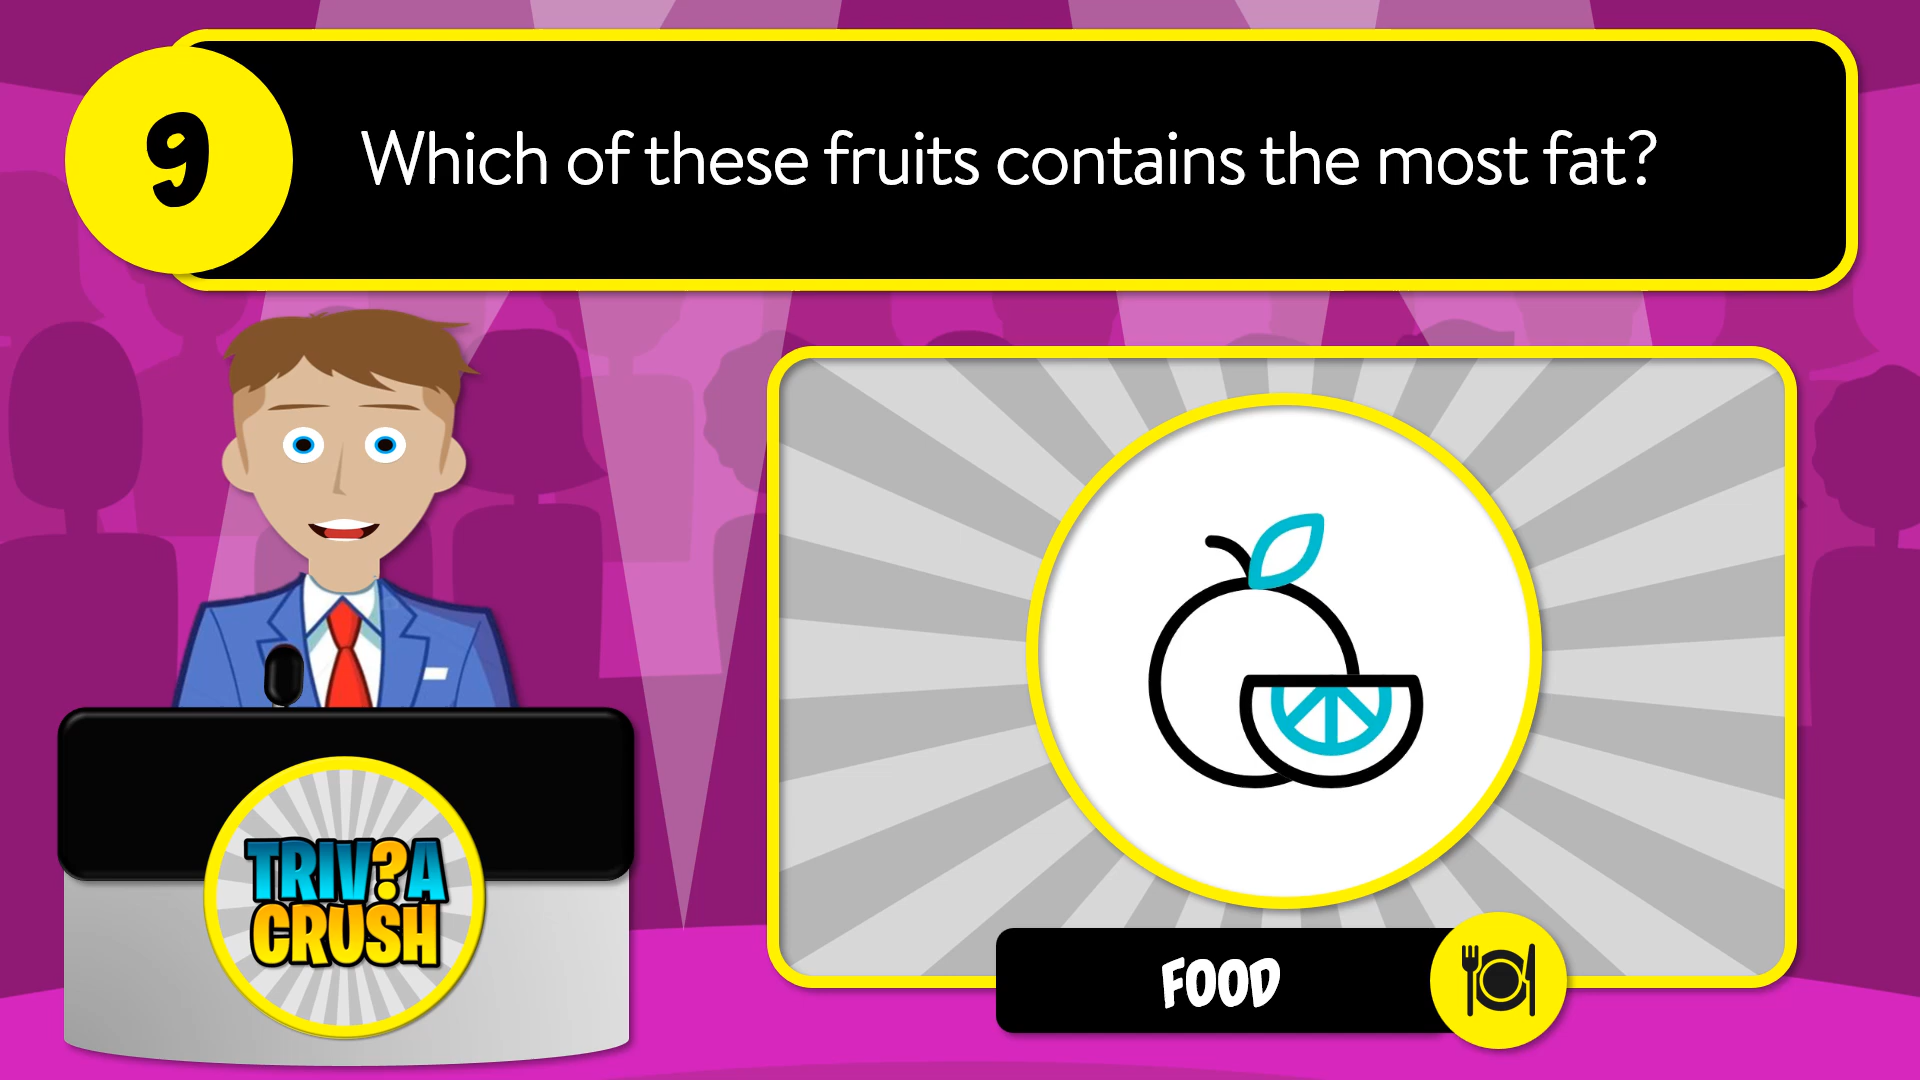 9
Which of these fruits contains the most fat?
TRIV?A
CRUSH
FOOD